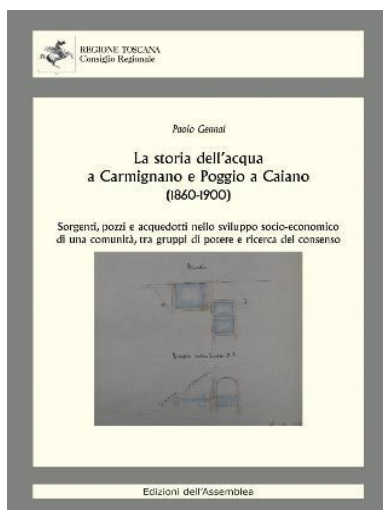 REGIONE TOSCANA
Consiglio Regionale
Paolo Gennai
La storia dell'acqua
a Carmignano e Poggio a Caiano
(1860-1900)
Sorgenti, pozzi e acquedotti nello sviluppo socio-economico
di una comunità, tra gruppi di potere e ricerca del consenso
Edizioni dell'Assemblea